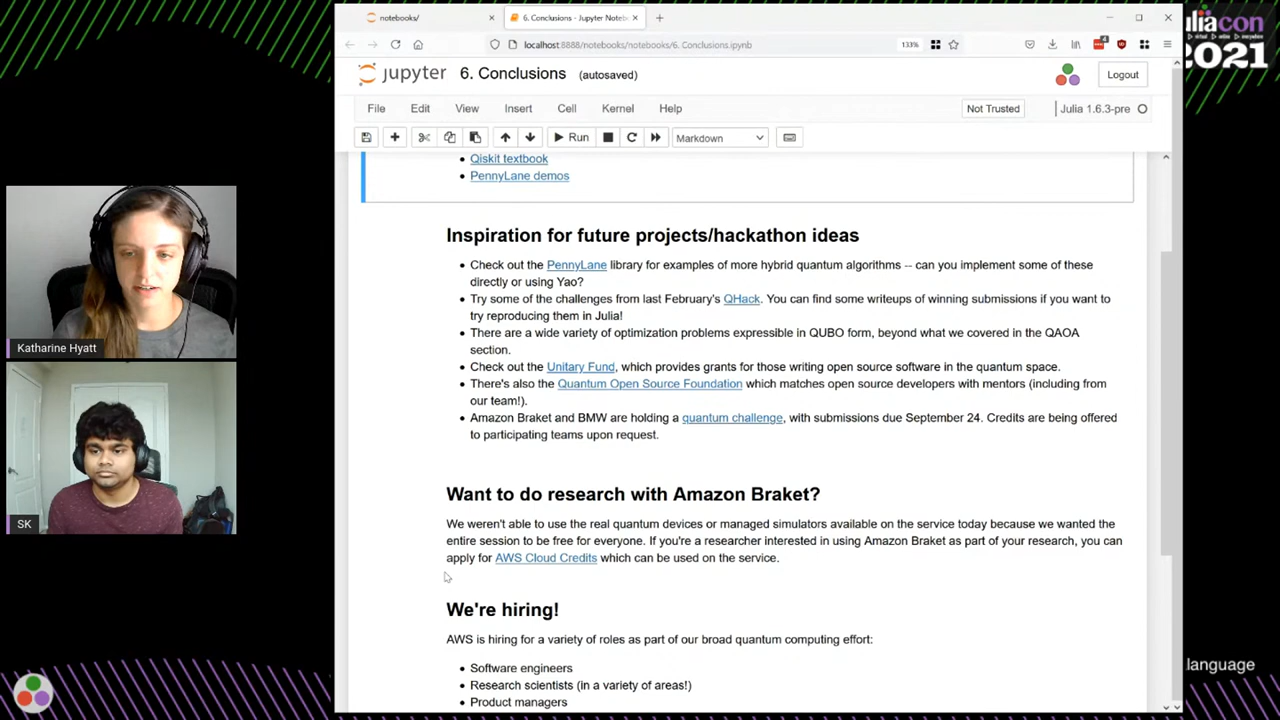 notebooks/
6. Conclusions - Jupyter Noteb
localhost:8888/notebooks/notebooks/6. Conclusions.ipynb
133%
4
uliacon
virtual everywhere
2021
jupyter
6. Conclusions (autosaved)
Logout
File Edit View Insert Cell Kernel Help
Not Trusted
Julia 1.6.3-pre
Run
Markdown
Qiskit textbook
PennyLane demos
Inspiration for future projects/hackathon ideas
Check out the PennyLane library for examples of more hybrid quantum algorithms -- can you implement some of these
directly or using Yao?
Try some of the challenges from last February's QHack. You can find some writeups of winning submissions if you want to
try reproducing them in Julia!
There are a wide variety of optimization problems expressible in QUBO form, beyond what we covered in the QAOA
section.
Check out the Unitary Fund, which provides grants for those writing open source software in the quantum space.
There's also the Quantum Open Source Foundation which matches open source developers with mentors (including from
our team!).
Amazon Braket and BMW are holding a quantum challenge, with submissions due September 24. Credits are being offered
to participating teams upon request.
Want to do research with Amazon Braket?
We weren't able to use the real quantum devices or managed simulators available on the service today because we wanted the
entire session to be free for everyone. If you're a researcher interested in using Amazon Braket as part of your research, you can
apply for AWS Cloud Credits which can be used on the service.
We're hiring!
AWS is hiring for a variety of roles as part of our broad quantum computing effort:
Software engineers
Research scientists (in a variety of areas!)
Product managers
Katharine Hyatt
SK
language